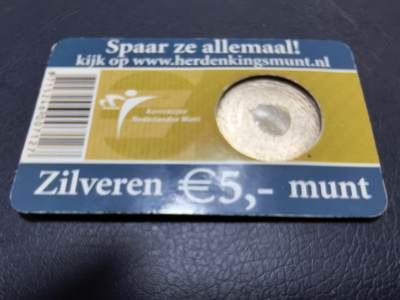 Spaar ze allemaal!
kijk op www.herdenkingsmunt.nl
Koninklijke
Nederlandse Munt
Zilveren €5,- munt